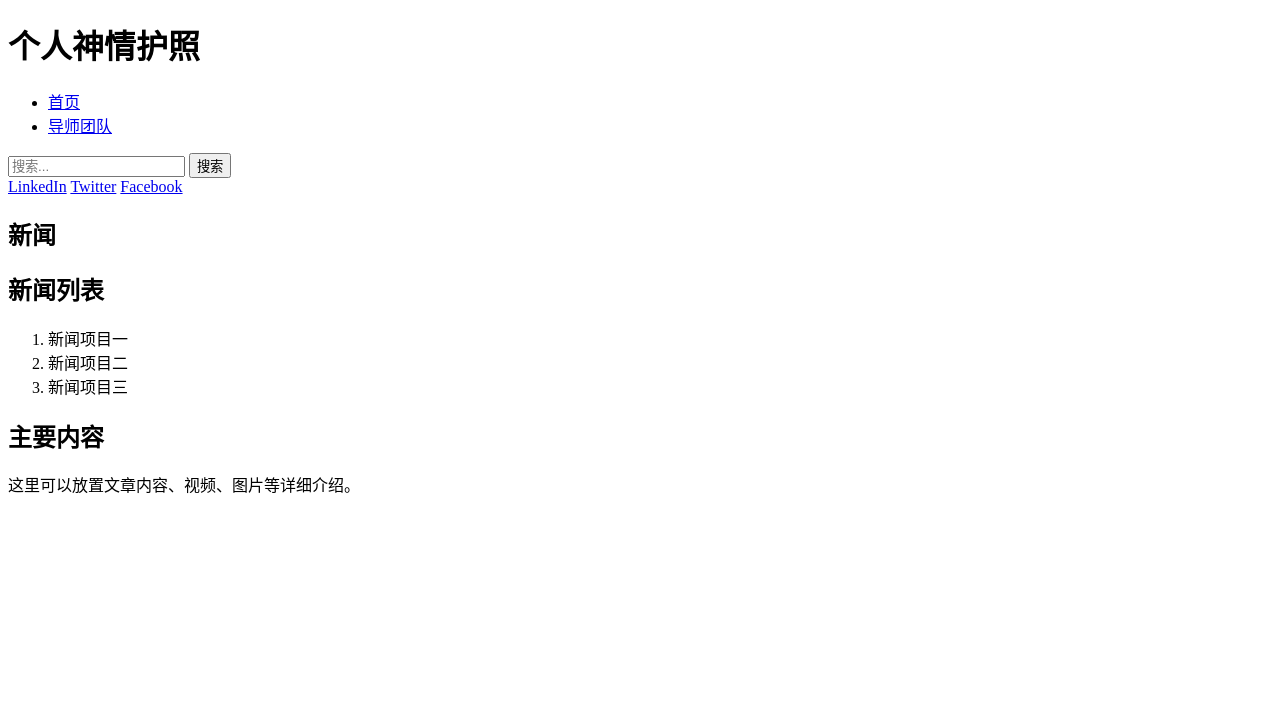 个人神情护照
首页
导师团队
搜索... 搜索
LinkedIn Twitter Facebook
新闻
新闻列表
1. 新闻项目一
2. 新闻项目二
3. 新闻项目三
主要内容
这里可以放置文章内容、视频、图片等详细介绍。